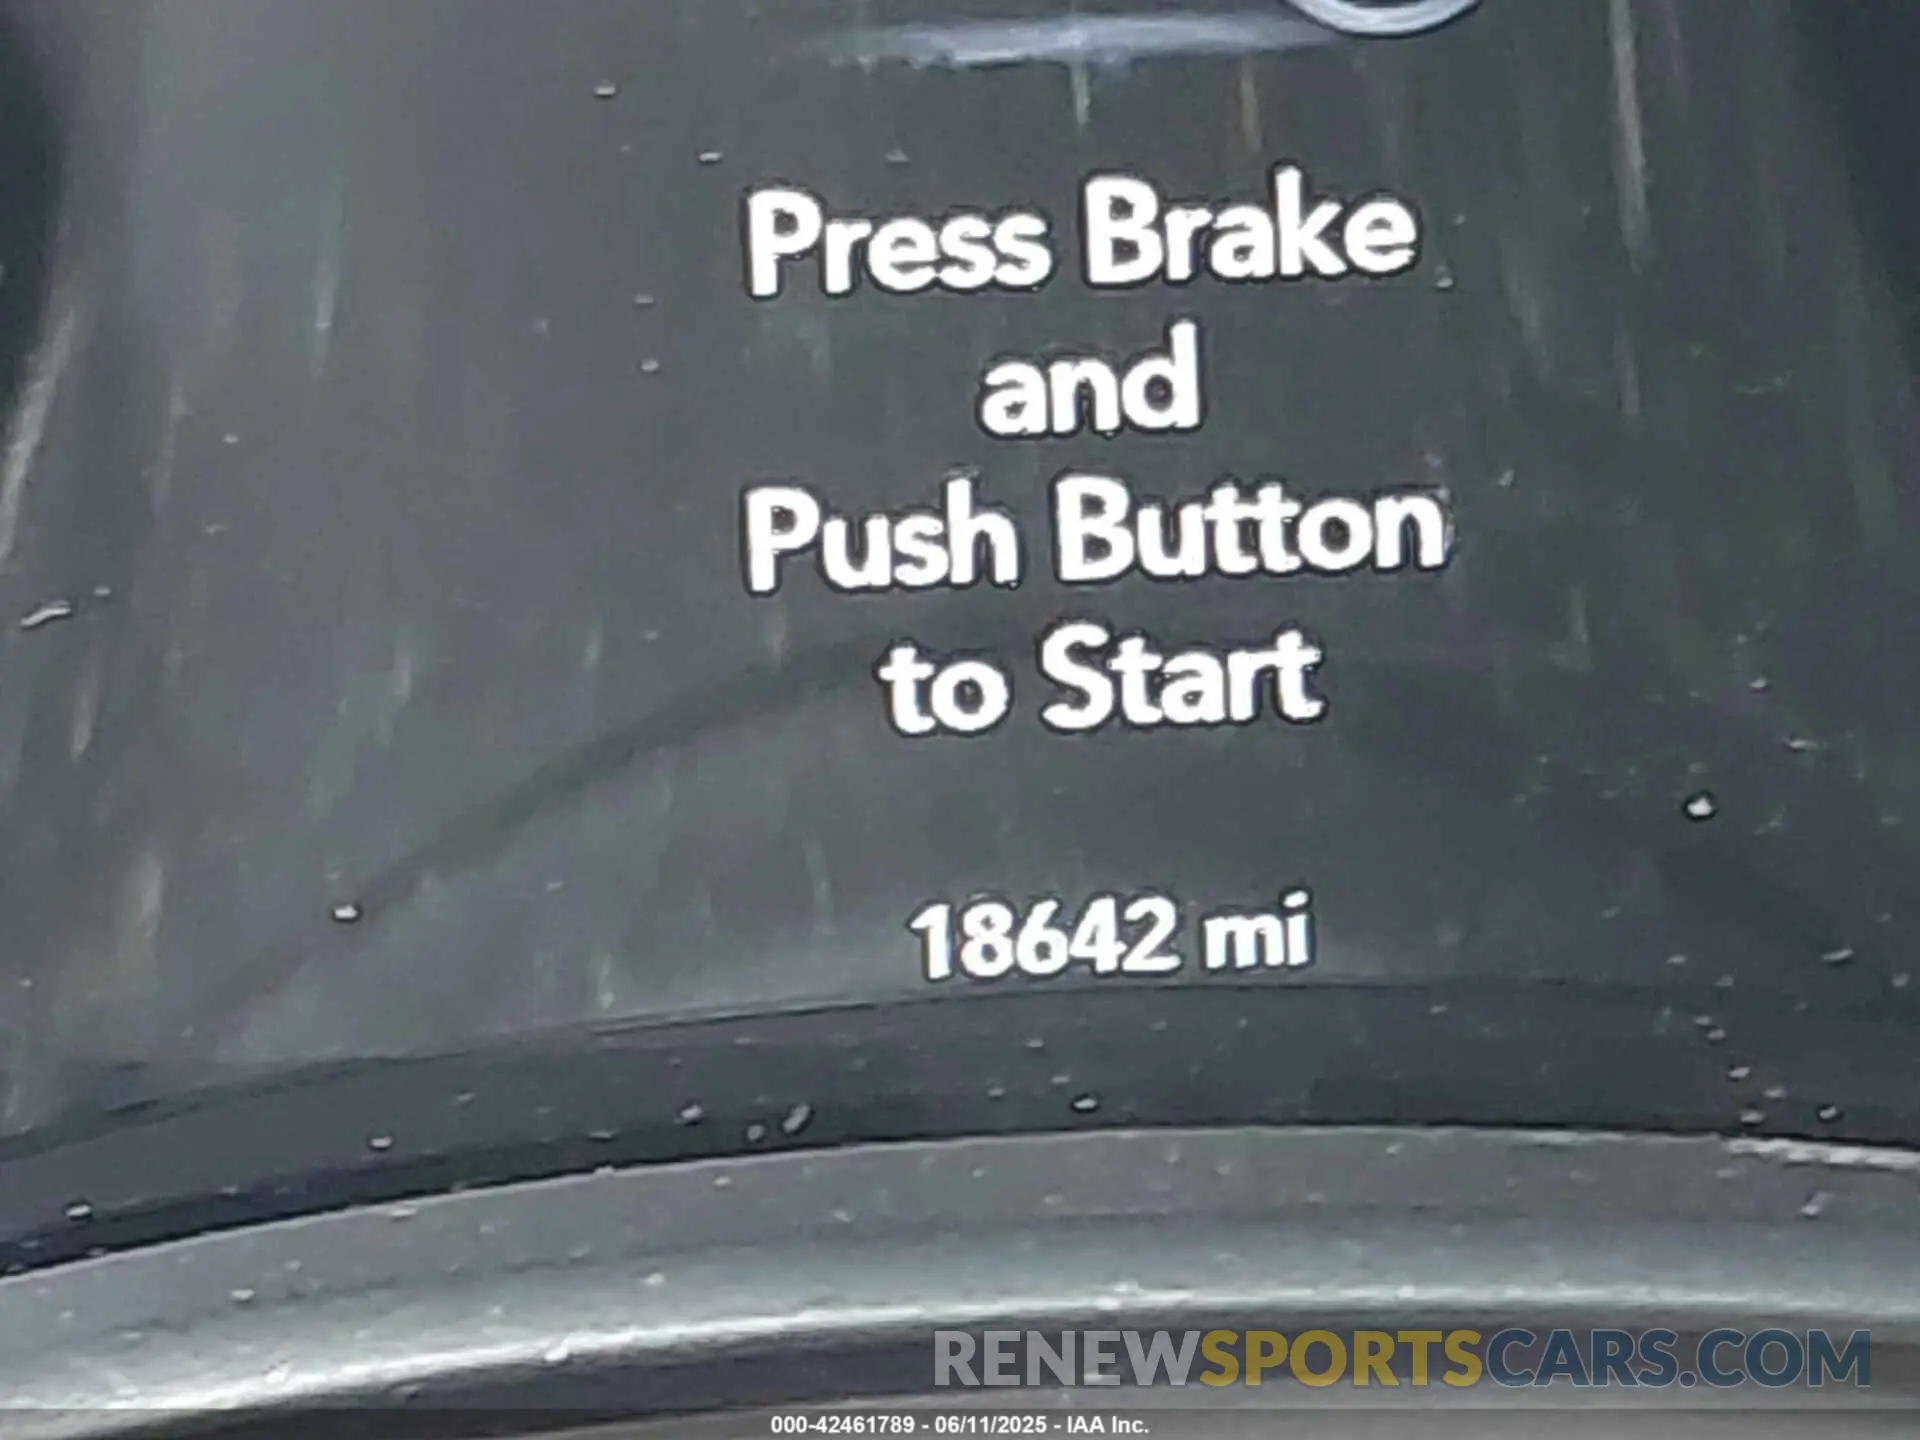 Press Brake
and
Push Button
to Start
18642 mi
RENEWSPORTSCARS.COM
000-42461789 - 06/11/2025 - IAA Inc.